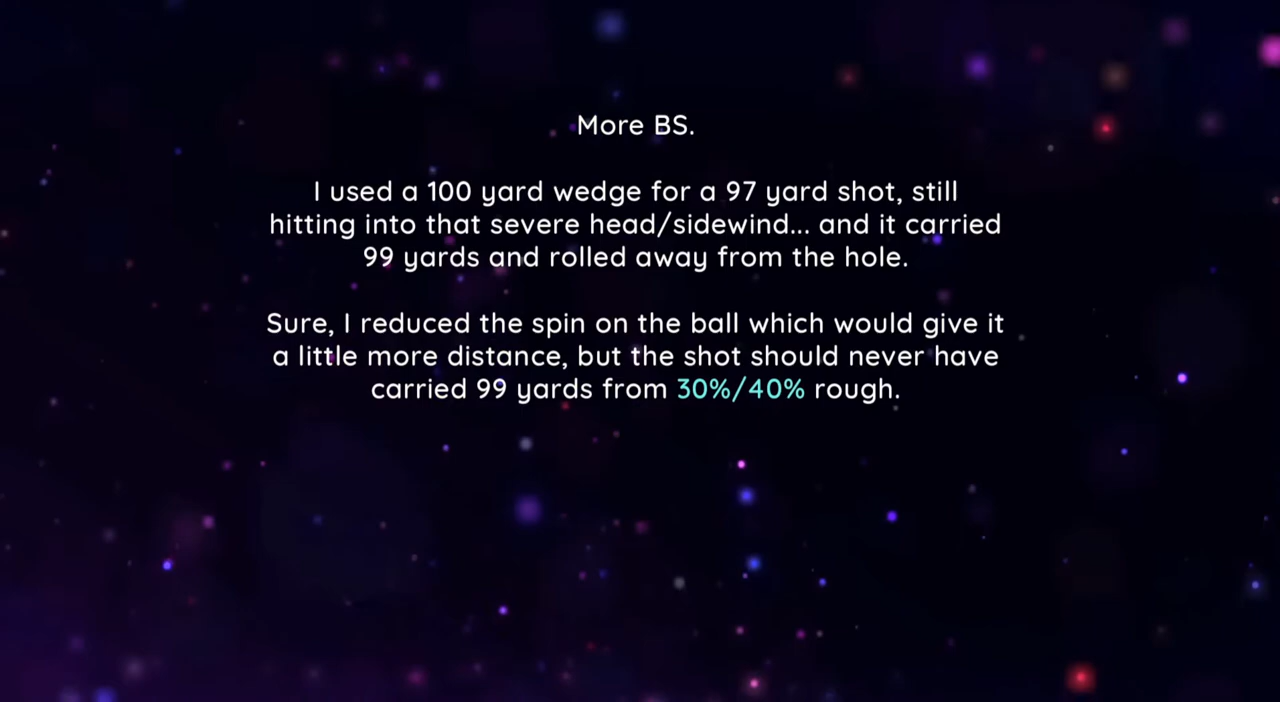 More BS.
I used a 100 yard wedge for a 97 yard shot, still
hitting into that severe head/sidewind... and it carried
99 yards and rolled away from the hole.
Sure, I reduced the spin on the ball which would give it
a little more distance, but the shot should never have
carried 99 yards from 30%/40% rough.